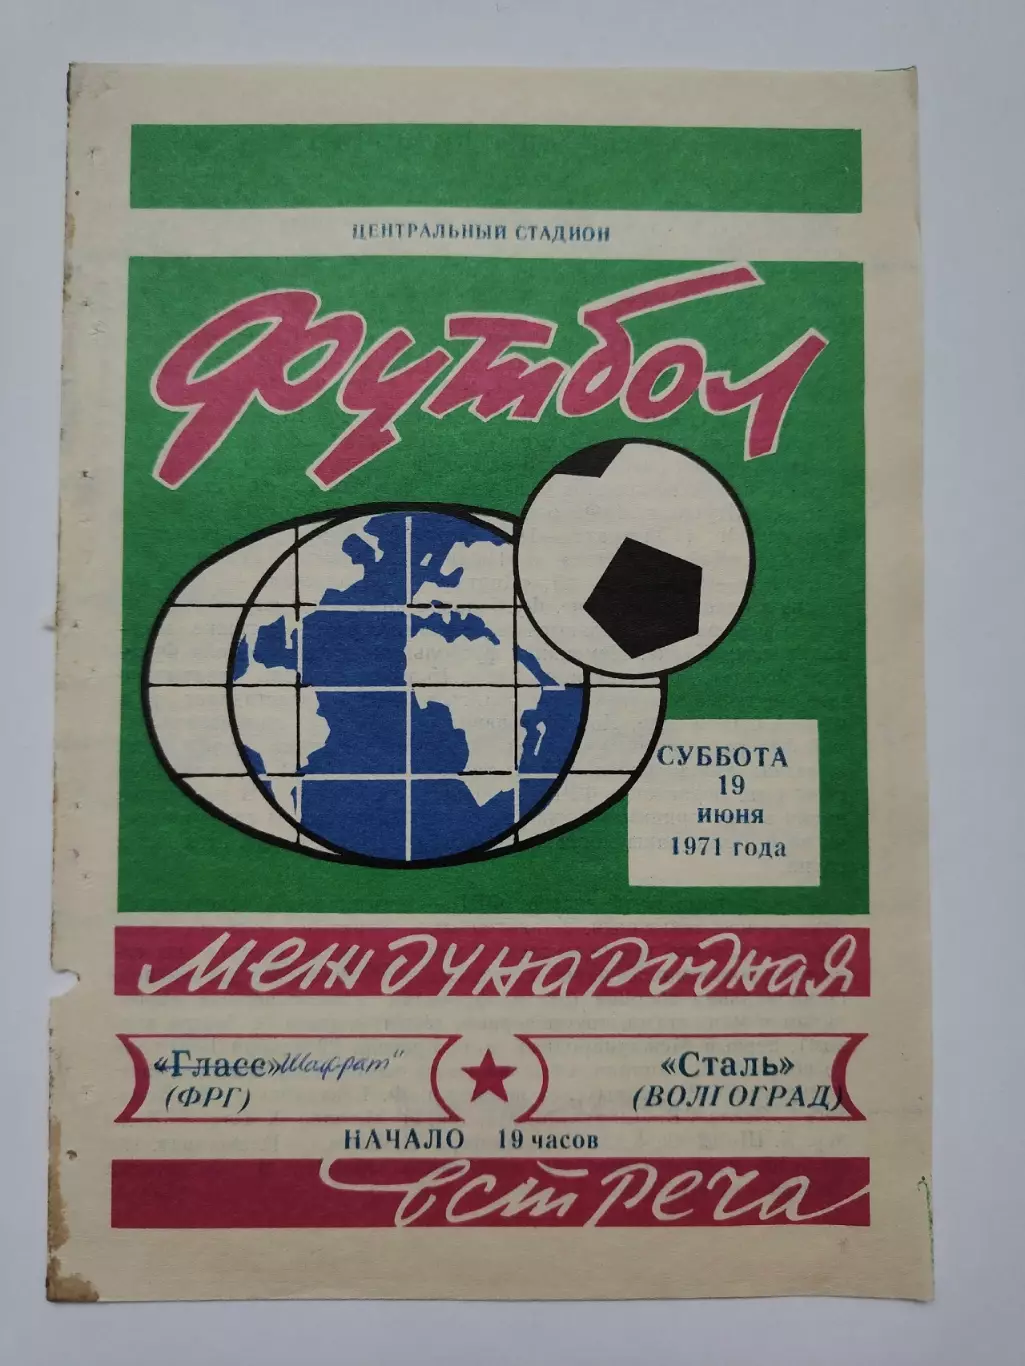 ЦЕНТРАЛЬНЫЙ СТАДИОН
Футбол
СУББОТА
19
ИЮНЯ
1971 года
международная
«Гласс» Шафрат"
(ФРГ)
«Сталь»
(ВОЛГОГРАД)
НАЧАЛО 19 часов
встреча